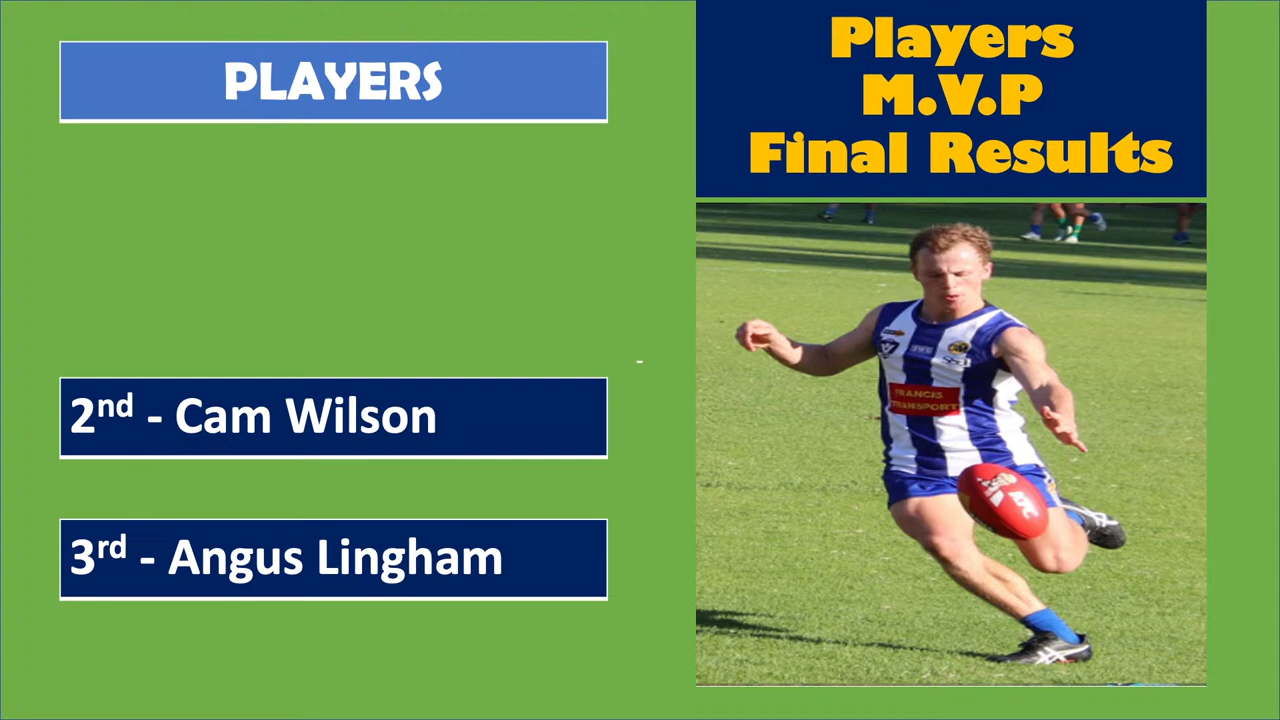 PLAYERS
2nd - Cam Wilson
3rd - Angus Lingham
Players
M.V.P
Final Results
FRANCIS
TRANSPORT